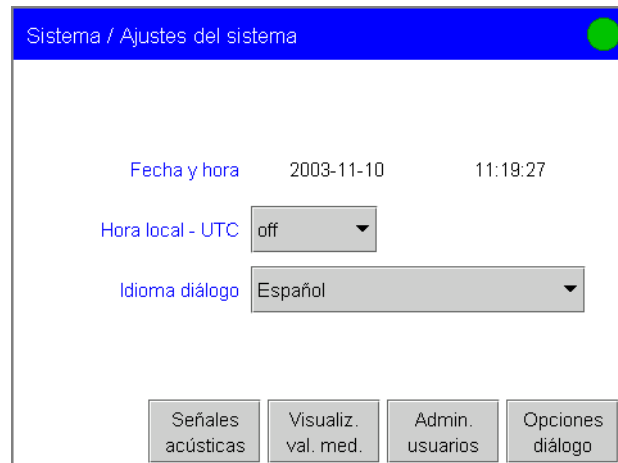 Sistema / Ajustes del sistema
Fecha y hora 2003-11-10 11:19:27
Hora local - UTC off
Idioma diálogo Español
Señales Visualiz. Admin. Opciones
acústicas val. med. usuarios diálogo